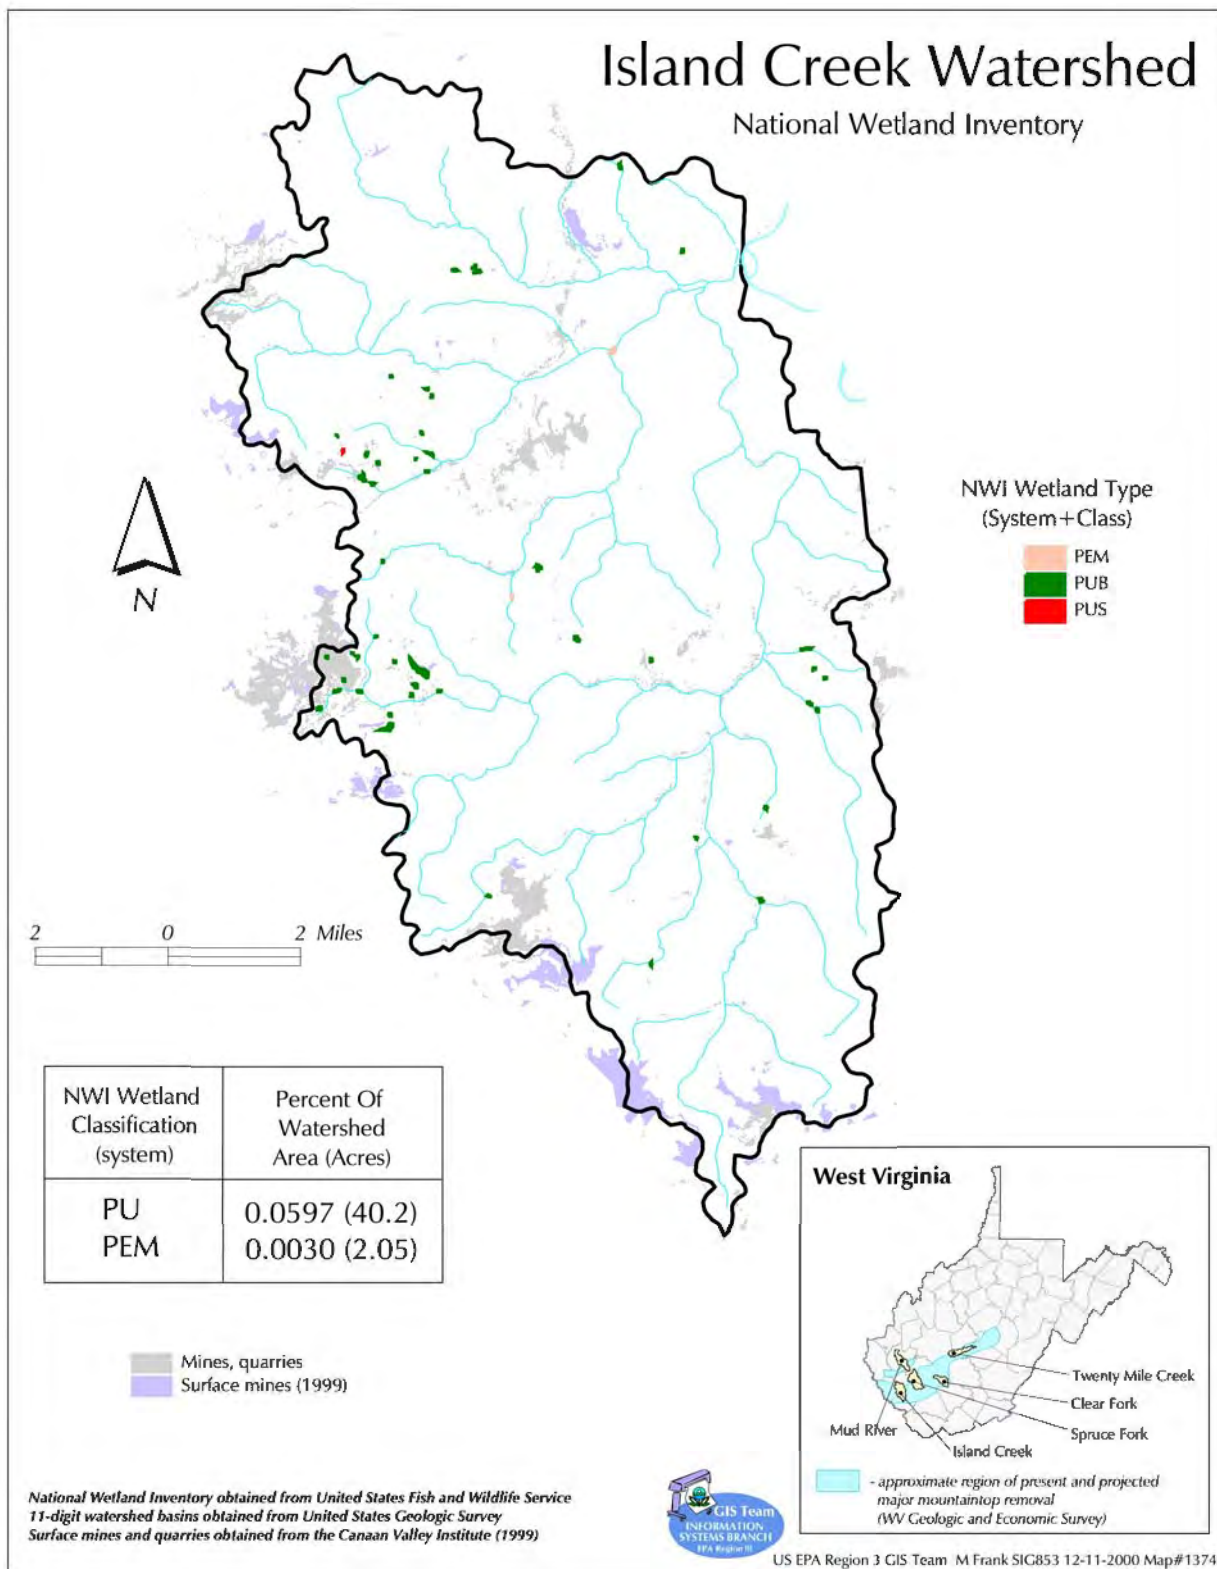 Island Creek Watershed
National Wetland Inventory
NWI Wetland Type
(System+Class)
PEM
PUB
PUS
N
2 0 2 Miles
NWI Wetland
Classification
(system)
Percent Of
Watershed
Area (Acres)
PU 0.0597 (40.2)
PEM 0.0030 (2.05)
Mines, quarries
Surface mines (1999)
West Virginia
Twenty Mile Creek
Clear Fork
Mud River
Spruce Fork
Island Creek
- approximate region of present and projected
major mountaintop removal
(WV Geologic and Economic Survey)
National Wetland Inventory obtained from United States Fish and Wildlife Service
11-digit watershed basins obtained from United States Geologic Survey
Surface mines and quarries obtained from the Canaan Valley Institute (1999)
GIS Team
INFORMATION
SYSTEMS BRANCH
EPA Region III
US EPA Region 3 GIS Team M Frank SIG853 12-11-2000 Map#1374